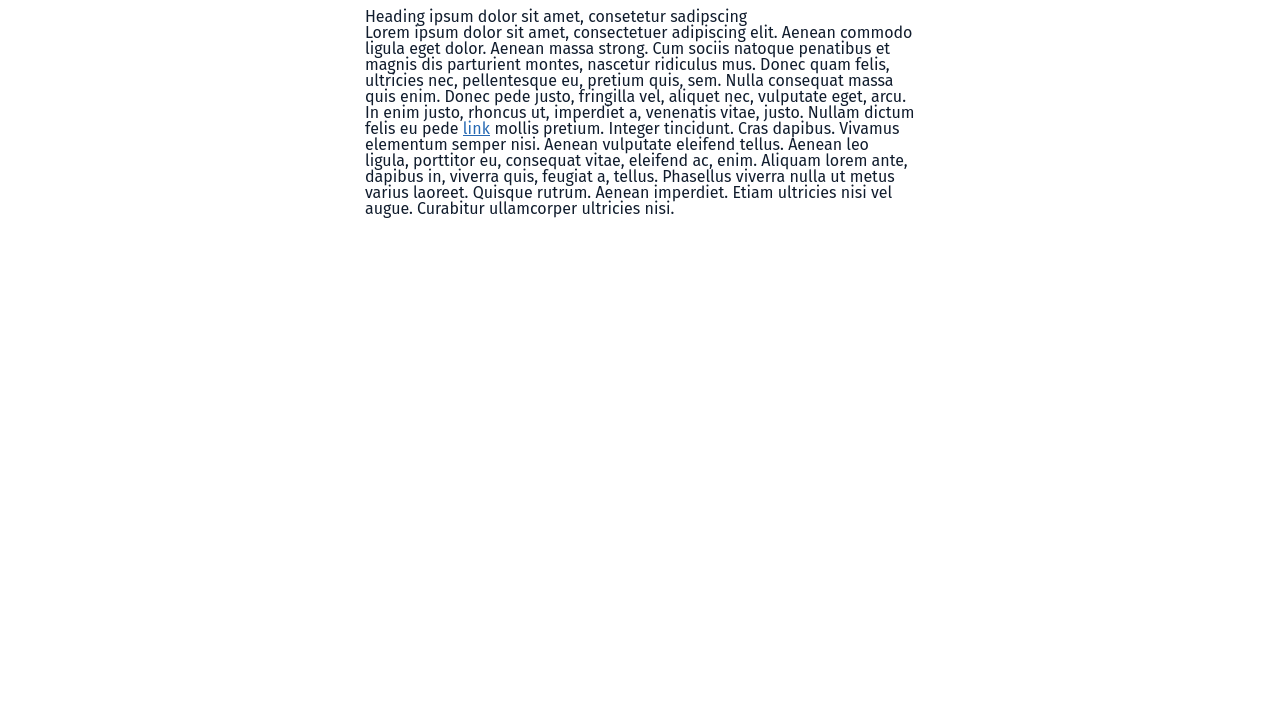 Heading ipsum dolor sit amet, consetetur sadipscing
Lorem ipsum dolor sit amet, consectetuer adipiscing elit. Aenean commodo
ligula eget dolor. Aenean massa strong. Cum sociis natoque penatibus et
magnis dis parturient montes, nascetur ridiculus mus. Donec quam felis,
ultricies nec, pellentesque eu, pretium quis, sem. Nulla consequat massa
quis enim. Donec pede justo, fringilla vel, aliquet nec, vulputate eget, arcu.
In enim justo, rhoncus ut, imperdiet a, venenatis vitae, justo. Nullam dictum
felis eu pede link mollis pretium. Integer tincidunt. Cras dapibus. Vivamus
elementum semper nisi. Aenean vulputate eleifend tellus. Aenean leo
ligula, porttitor eu, consequat vitae, eleifend ac, enim. Aliquam lorem ante,
dapibus in, viverra quis, feugiat a, tellus. Phasellus viverra nulla ut metus
varius laoreet. Quisque rutrum. Aenean imperdiet. Etiam ultricies nisi vel
augue. Curabitur ullamcorper ultricies nisi.